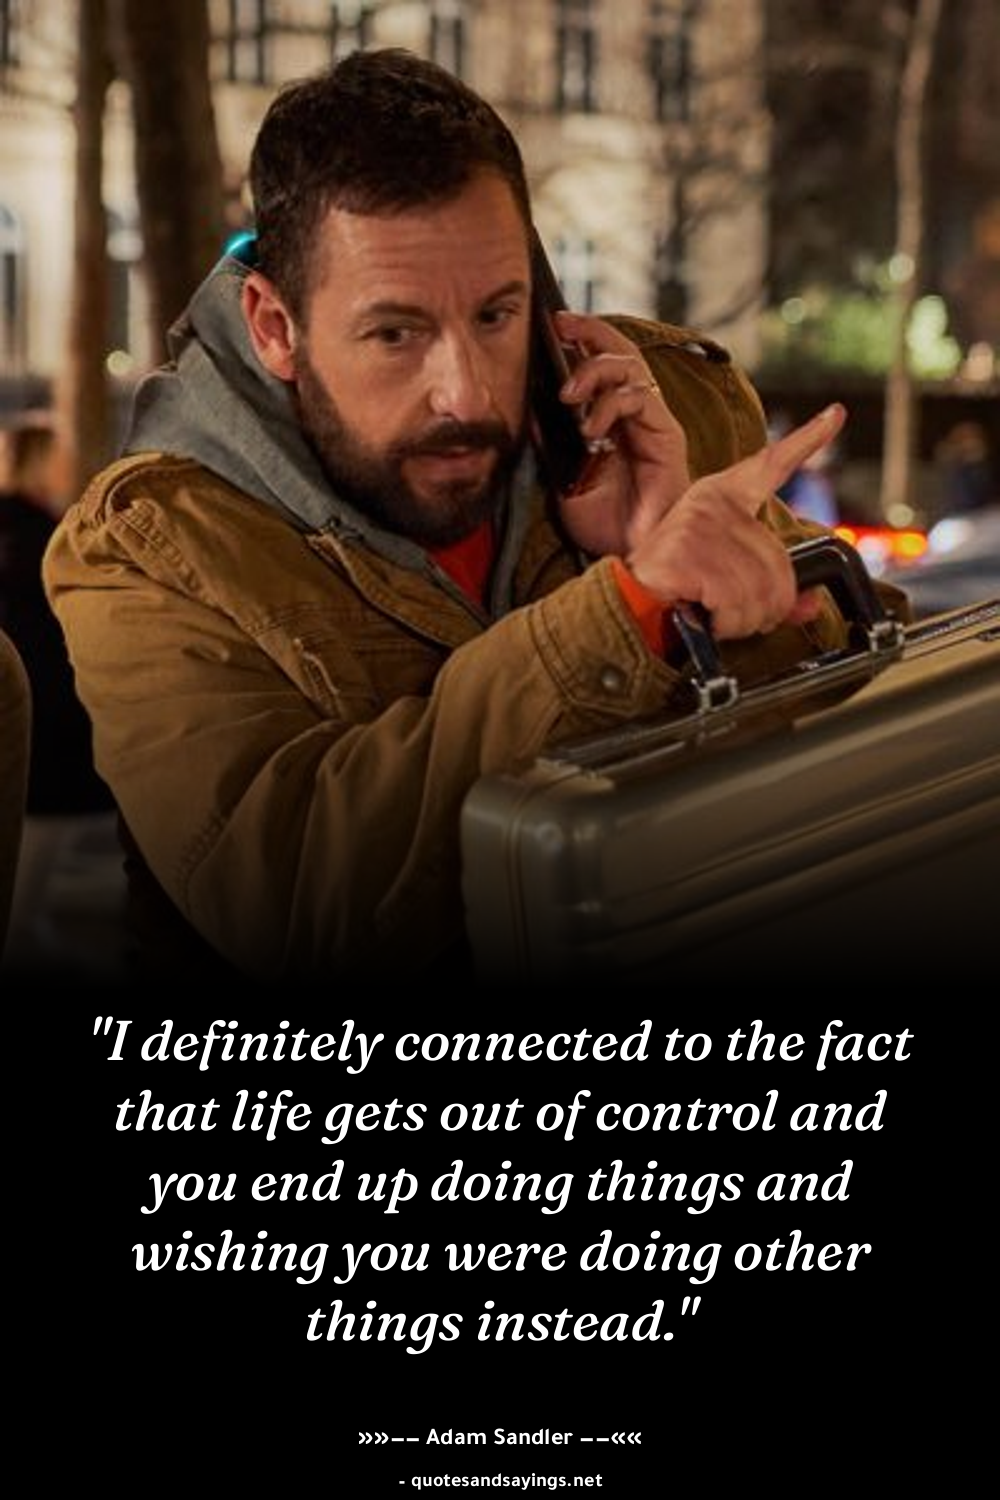 "I definitely connected to the fact
that life gets out of control and
you end up doing things and
wishing you were doing other
things instead."
»»–– Adam Sandler ––««
- quotesandsayings.net